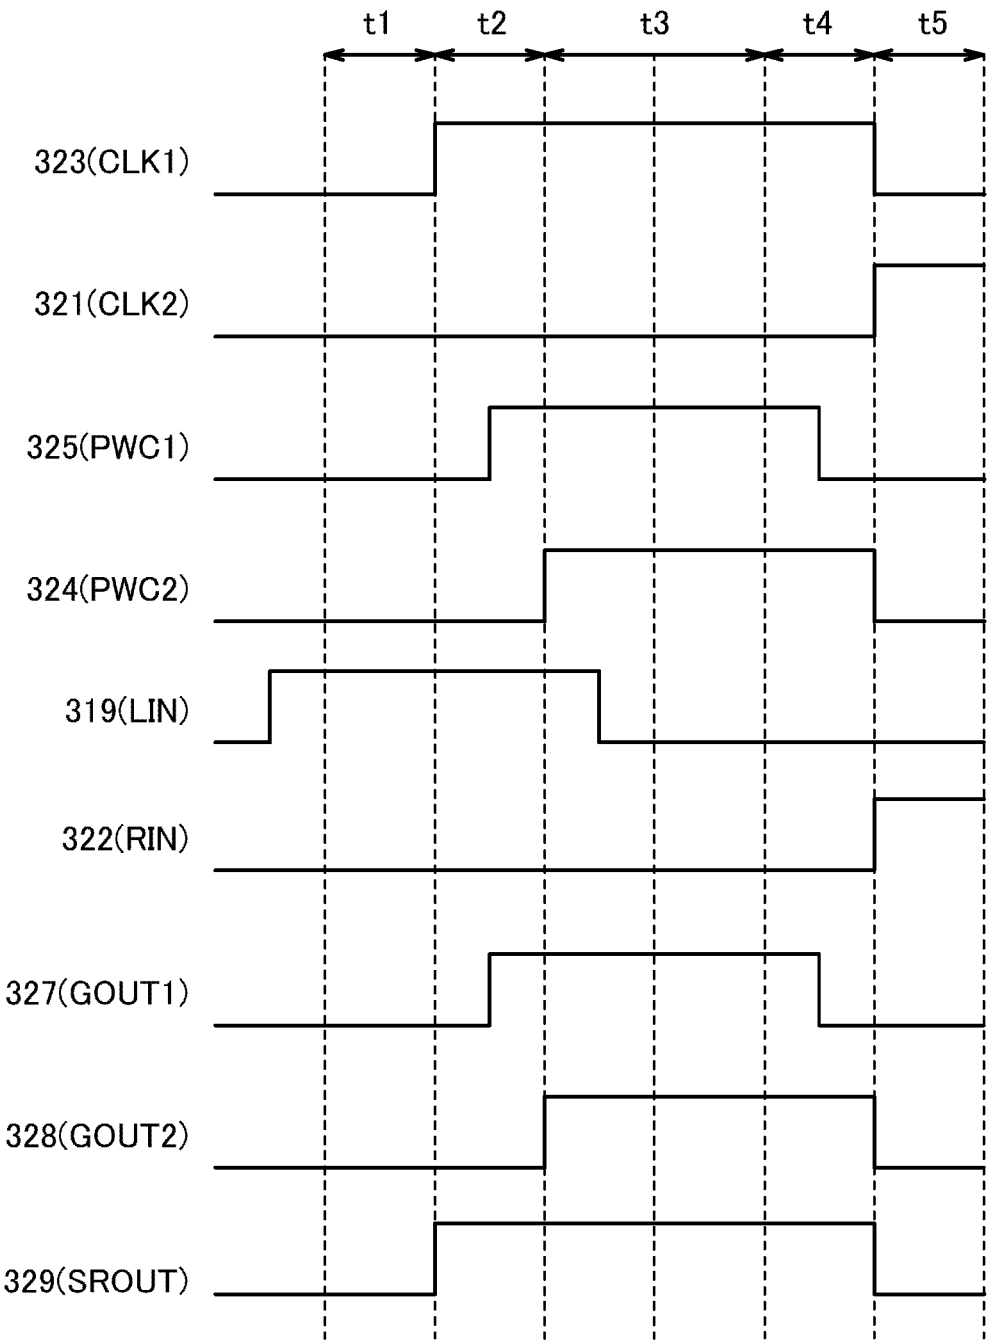 t1 t2 t3 t4 t5
323(CLK1)
321(CLK2)
325(PWC1)
324(PWC2)
319(LIN)
322(RIN)
327(GOUT1)
328(GOUT2)
329(SROUT)